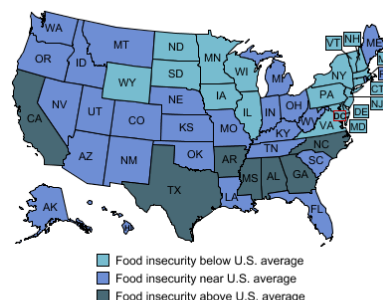 WA
MT
ND
MN
VT
NH
ME
OR
ID
SD
WI
MI
NY
WY
IA
PA
CT
NJ
NE
IL
IN
OH
DE
NV
UT
CO
KS
MO
WV
VA
DC
MD
CA
KY
AZ
NM
OK
AR
TN
NC
SC
TX
MS
AL
GA
LA
AK
FL
Food insecurity below U.S. average
Food insecurity near U.S. average
Food insecurity above U.S. average